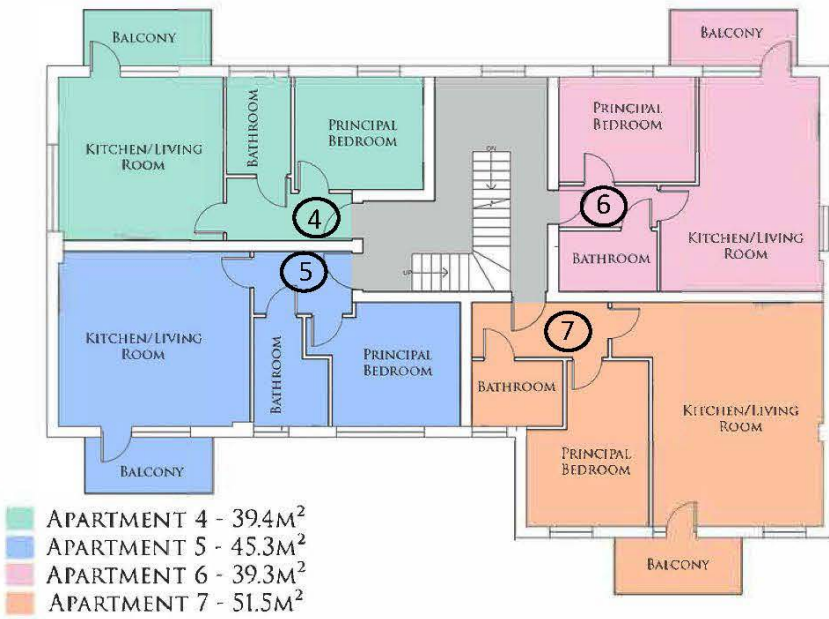 BALCONY
BALCONY
KITCHEN/LIVING
ROOM
BATHROOM
PRINCIPAL
BEDROOM
PRINCIPAL
BEDROOM
DN
4
6
KITCHEN/LIVING
ROOM
BATHROOM
UP
5
KITCHEN/LIVING
ROOM
BATHROOM
PRINCIPAL
BEDROOM
7
BATHROOM
KITCHEN/LIVING
ROOM
PRINCIPAL
BEDROOM
BALCONY
BALCONY
APARTMENT 4 - 39.4M²
APARTMENT 5 - 45.3M²
APARTMENT 6 - 39.3M²
APARTMENT 7 - 51.5M²